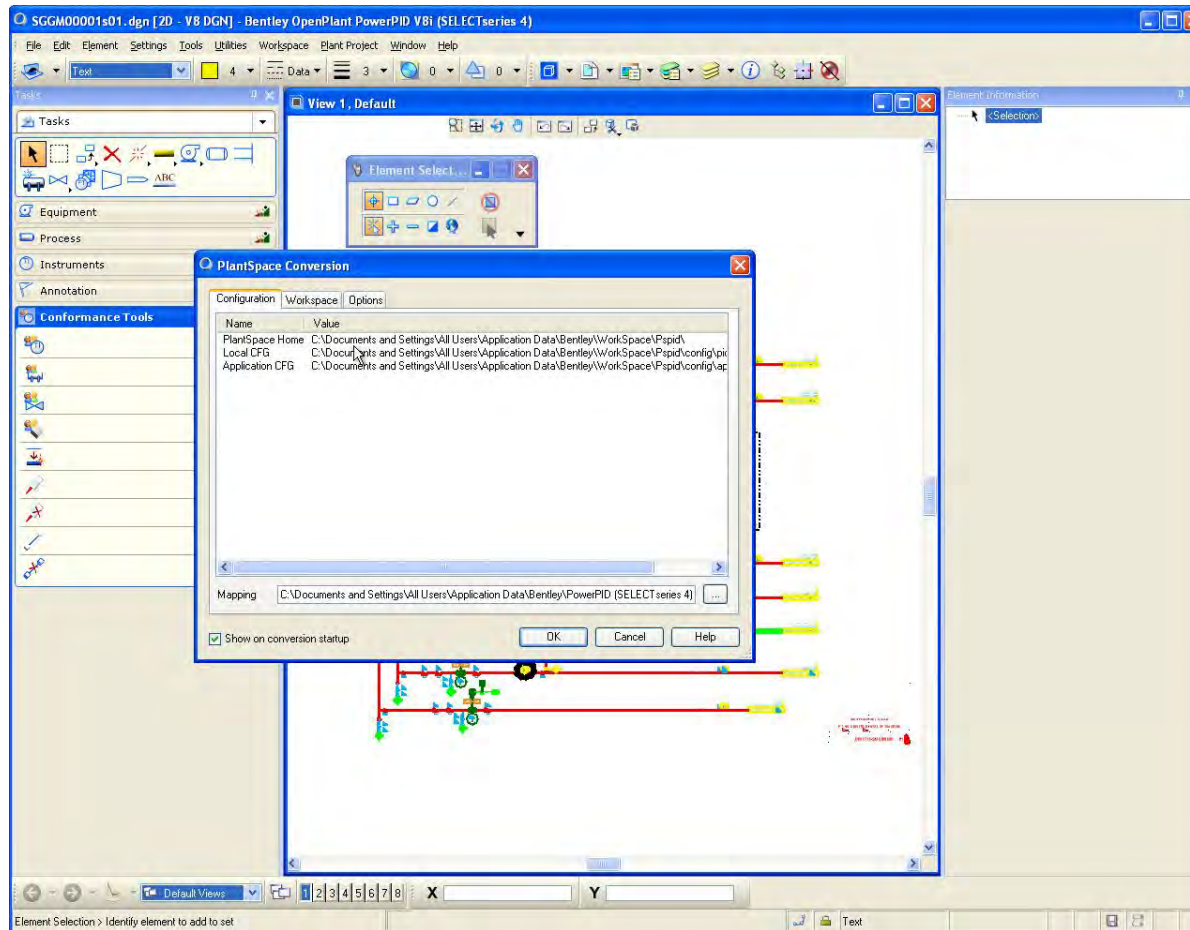 SGGM00001s01.dgn [2D - V8 DGN] - Bentley OpenPlant PowerPID V8i (SELECTseries 4)
File Edit Element Settings Tools Utilities Workspace Plant Project Window Help
Text 4 Data 3 0 0
Tasks
View 1, Default
Element Information
Tasks
<Selection>
Element Select...
ABC
Equipment
Process
Instruments
Annotation
Conformance Tools
PlantSpace Conversion
Configuration Workspace Options
Name Value
PlantSpace Home C:\Documents and Settings\All Users\Application Data\Bentley\WorkSpace\Pspid\
Local CFG C:\Documents and Settings\All Users\Application Data\Bentley\WorkSpace\Pspid\config\pic
Application CFG C:\Documents and Settings\All Users\Application Data\Bentley\WorkSpace\Pspid\config\ap
Mapping C:\Documents and Settings\All Users\Application Data\Bentley\PowerPID (SELECTseries 4) ...
Show on conversion startup OK Cancel Help
Default Views 1 2 3 4 5 6 7 8 X Y
Element Selection > Identify element to add to set Text